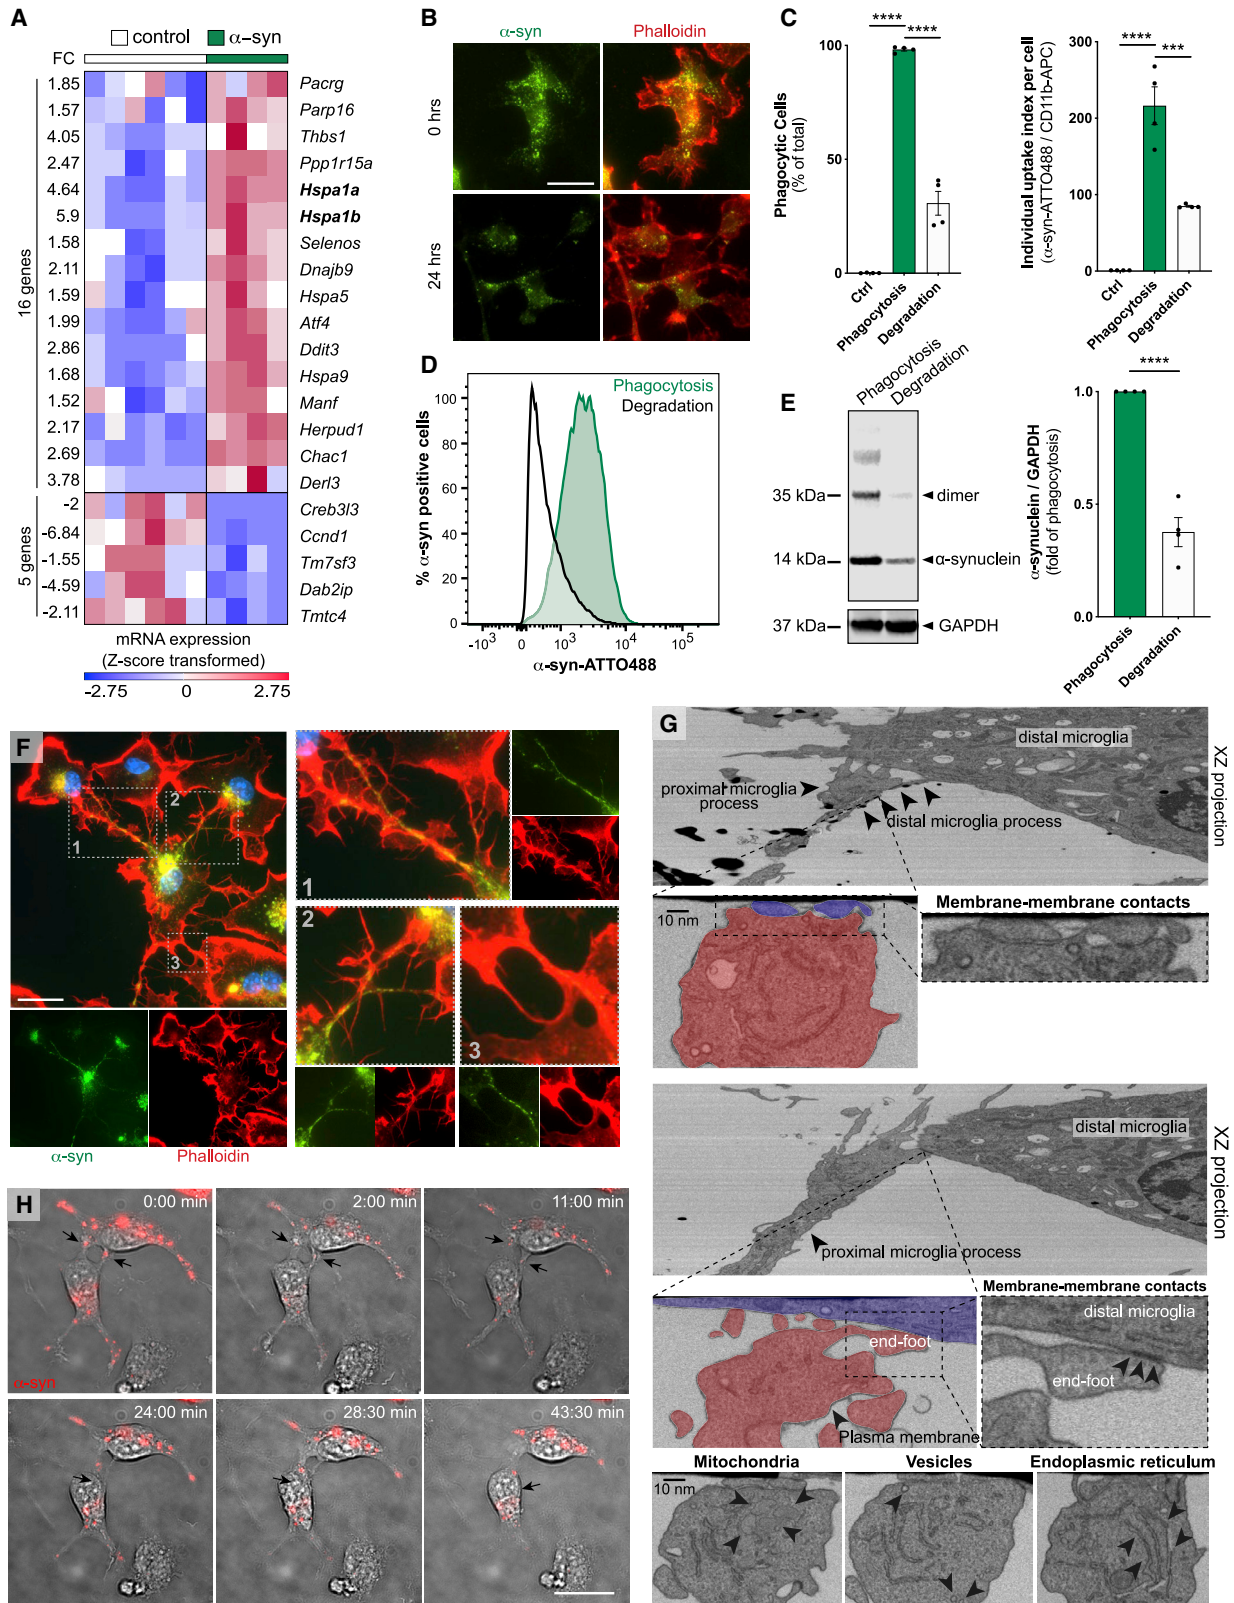 A
control
α–syn
FC
1.85 Pacrg
1.57 Parp16
4.05 Thbs1
2.47 Ppp1r15a
4.64 Hspa1a
5.9 Hspa1b
1.58 Selenos
2.11 Dnajb9
1.59 Hspa5
1.99 Atf4
2.86 Ddit3
1.68 Hspa9
1.52 Manf
2.17 Herpud1
2.69 Chac1
3.78 Derl3
-2 Creb3l3
-6.84 Ccnd1
-1.55 Tm7sf3
-4.59 Dab2ip
-2.11 Tmtc4
16 genes
5 genes
mRNA expression
(Z-score transformed)
-2.75 0 2.75
B
α-syn Phalloidin
0 hrs
24 hrs
C
**** ****
100
50
0
Phagocytic Cells
(% of total)
Ctrl
Phagocytosis
Degradation
**** ***
300
200
100
0
Individual uptake index per cell
(α-syn-ATTO488 / CD11b-APC)
Ctrl
Phagocytosis
Degradation
D
Phagocytosis
Degradation
% α-syn positive cells
100
80
60
40
20
0
-10³ 0 10³ 10⁴ 10⁵
α-syn-ATTO488
E
Phagocytosis
Degradation
35 kDa dimer
14 kDa α-synuclein
37 kDa GAPDH
****
1.0
0.5
0.0
α-synuclein / GAPDH
(fold of phagocytosis)
Phagocytosis
Degradation
F
1
2
3
1
2
3
α-syn Phalloidin
G
distal microglia
proximal microglia
process
distal microglia process
XZ projection
10 nm
Membrane-membrane contacts
distal microglia
proximal microglia process
XZ projection
Membrane-membrane contacts
end-foot
Plasma membrane
distal microglia
end-foot
Mitochondria Vesicles Endoplasmic reticulum
10 nm
H
0:00 min 2:00 min 11:00 min
α-syn
24:00 min 28:30 min 43:30 min